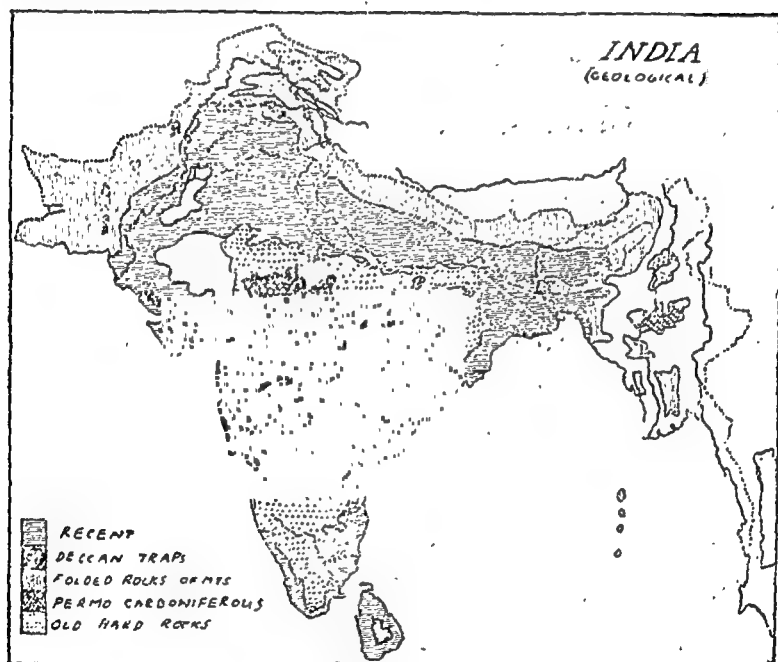 INDIA
(GEOLOGICAL)
RECENT
DECCAN TRAPS
FOLDED ROCKS OF MTS
PERMO CARBONIFEROUS
OLD HARD ROCKS